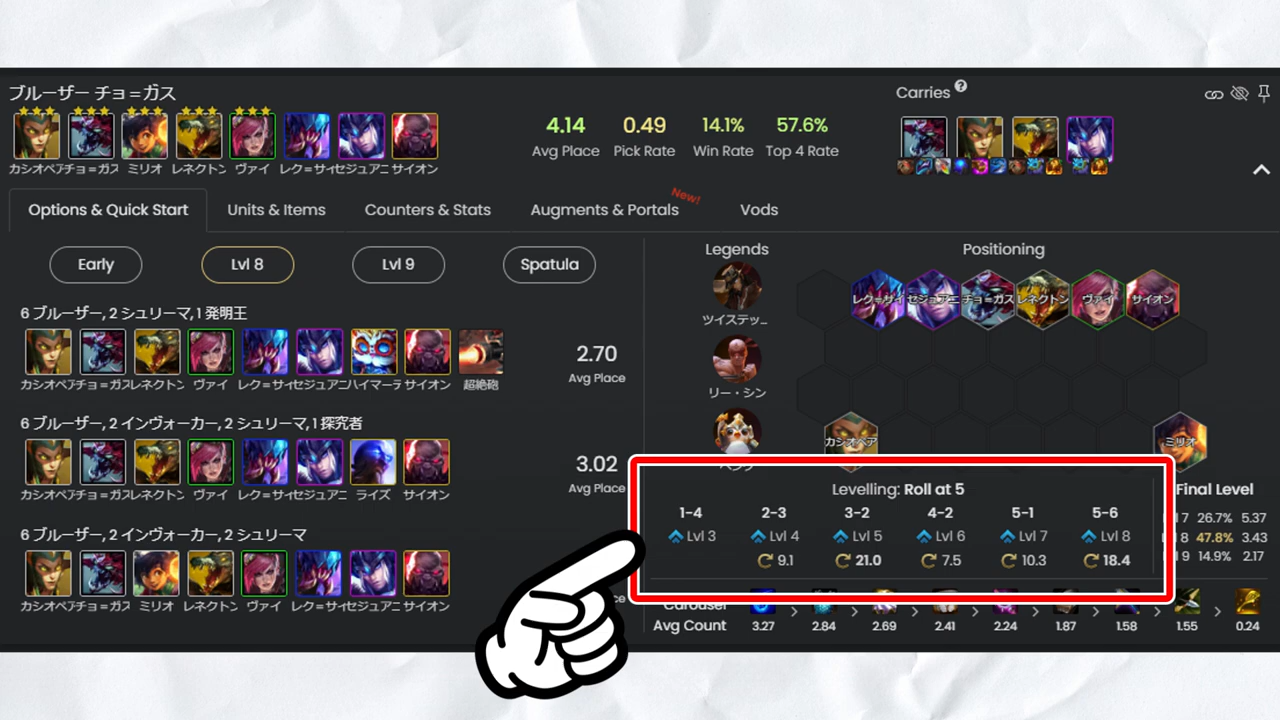 ブルーザー チョ=ガス
カシオペア チョ=ガス ミリオ レネクトン ヴァイ レク=サイ セジュアニ サイオン
4.14 0.49 14.1% 57.6%
Avg Place Pick Rate Win Rate Top 4 Rate
Carries ?
Options & Quick Start Units & Items Counters & Stats Augments & Portals New! Vods
Early Lvl 8 Lvl 9 Spatula
6 ブルーザー, 2 シュリーマ, 1 発明王
カシオペア チョ=ガス レネクトン ヴァイ レク=サイ セジュアニ ハイマーデ サイオン 超絶砲
2.70
Avg Place
6 ブルーザー, 2 インヴォーカー, 2 シュリーマ, 1 探究者
カシオペア チョ=ガス レネクトン ヴァイ レク=サイ セジュアニ ライズ サイオン
3.02
Avg Place
6 ブルーザー, 2 インヴォーカー, 2 シュリーマ
カシオペア チョ=ガス ミリオ レネクトン ヴァイ レク=サイ セジュアニ サイオン
Legends
ツイステッ...
リー・シン
Positioning
レク=サイ セジュアニ チョ=ガス レネクトン ヴァイ サイオン
カシオペア ミリオ
Levelling: Roll at 5
1-4 2-3 3-2 4-2 5-1 5-6
Lvl 3 Lvl 4 Lvl 5 Lvl 6 Lvl 7 Lvl 8
9.1 21.0 7.5 10.3 18.4
Final Level
7 26.7% 5.37
8 47.8% 3.43
9 14.9% 2.17
Carousel
Avg Count 3.27 2.84 2.69 2.41 2.24 1.87 1.58 1.55 0.24